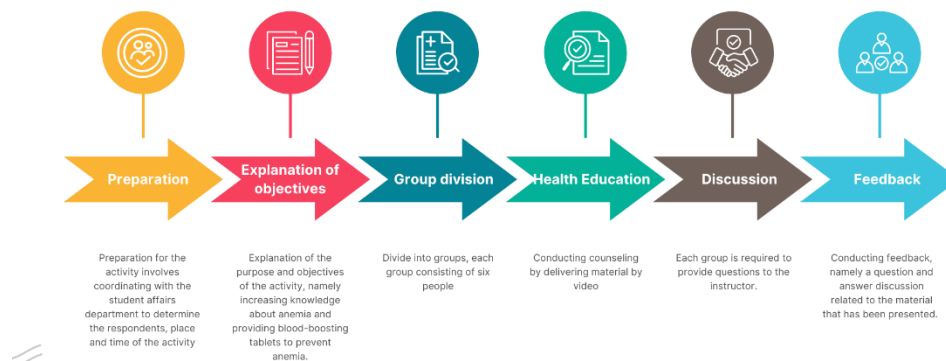 Preparation
Explanation of
objectives
Group division
Health Education
Discussion
Feedback
Preparation for the
activity involves
coordinating with the
student affairs
department to determine
the respondents, place
and time of the activity
Explanation of the
purpose and objectives
of the activity, namely
increasing knowledge
about anemia and
providing blood-boosting
tablets to prevent
anemia.
Divide into groups, each
group consisting of six
people
Conducting counseling
by delivering material by
video
Each group is required to
provide questions to the
instructor.
Conducting feedback,
namely a question and
answer discussion
related to the material
that has been presented.